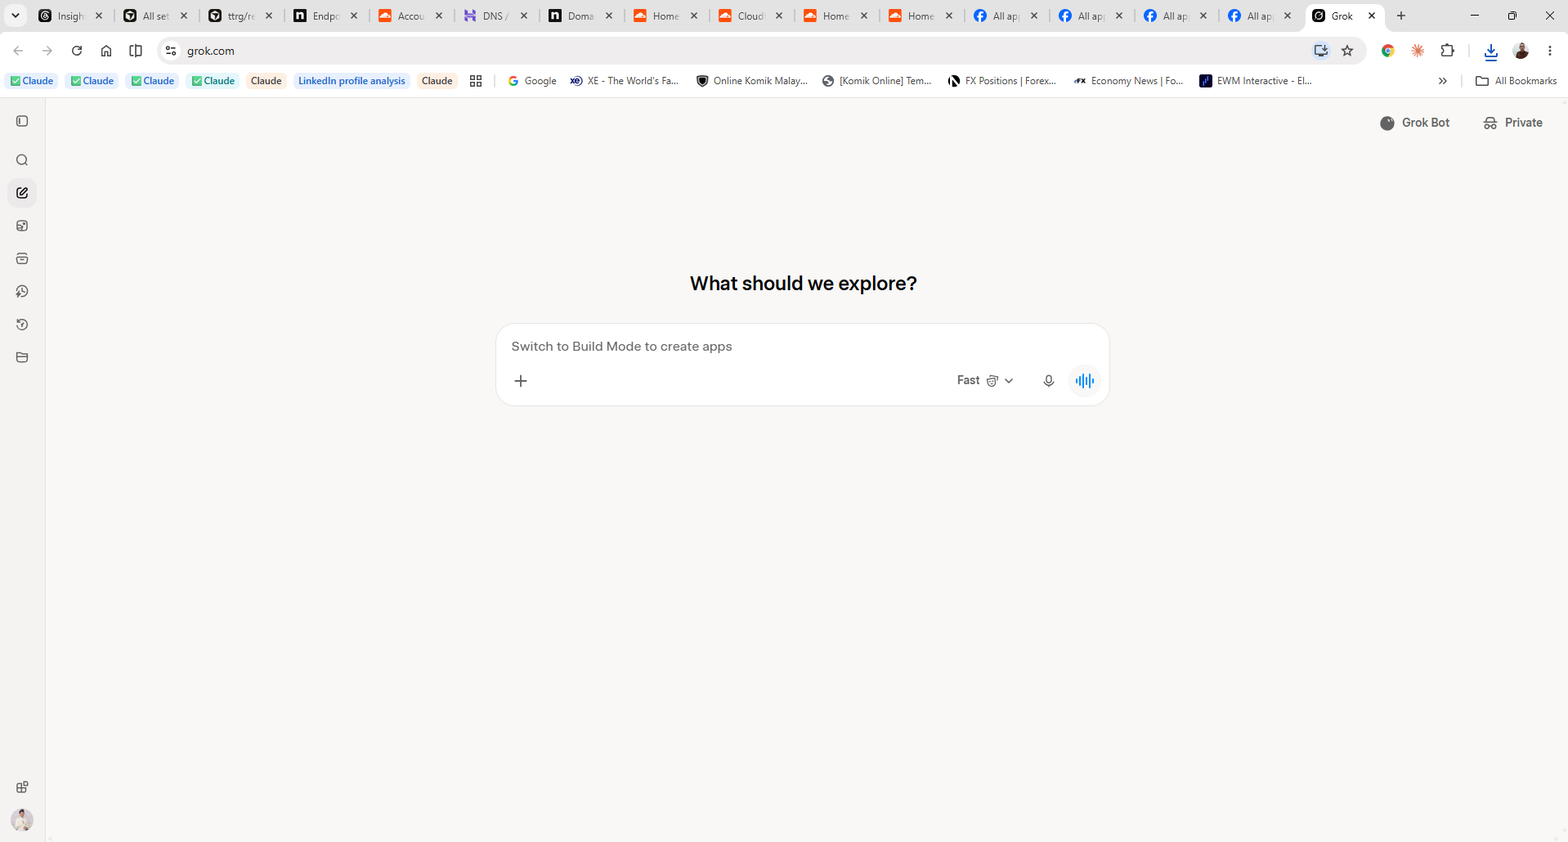 Insigh
All set
ttrg/re
Endpo
Accou
DNS /
Doma
Home
Cloud
Home
Home
All ap
All ap
All ap
All ap
Grok
grok.com
Claude
Claude
Claude
Claude
Claude
LinkedIn profile analysis
Claude
Google
XE - The World's Fa...
Online Komik Malay...
[Komik Online] Tem...
FX Positions | Forex...
Economy News | Fo...
EWM Interactive - El...
All Bookmarks
Grok Bot
Private
What should we explore?
Switch to Build Mode to create apps
Fast